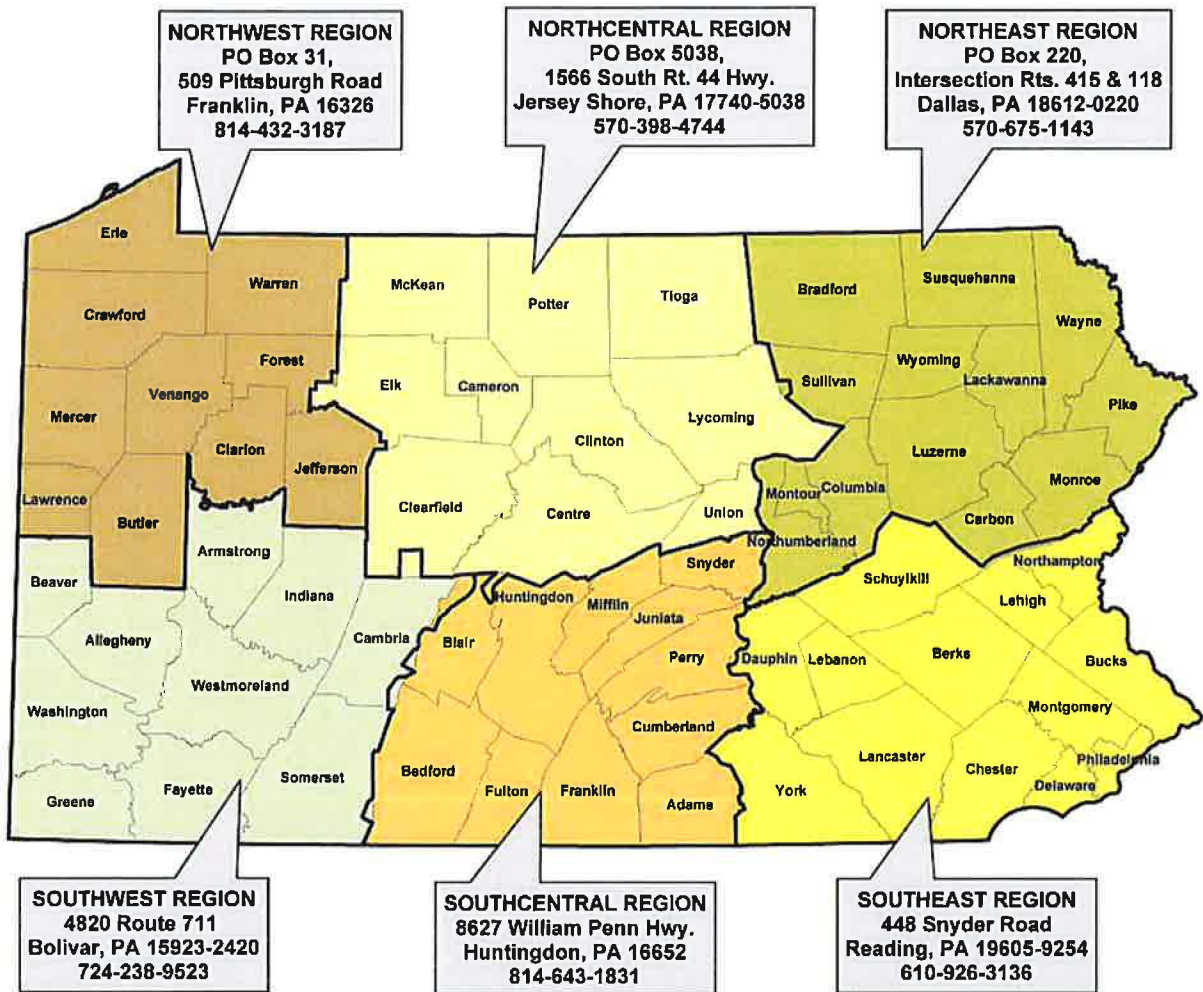 NORTHWEST REGION
PO Box 31,
509 Pittsburgh Road
Franklin, PA 16326
814-432-3187
NORTHCENTRAL REGION
PO Box 5038,
1566 South Rt. 44 Hwy.
Jersey Shore, PA 17740-5038
570-398-4744
NORTHEAST REGION
PO Box 220,
Intersection Rts. 415 & 118
Dallas, PA 18612-0220
570-675-1143
Erie
Warren
Crawford
Forest
Venango
Mercer
Clarion
Jefferson
Lawrence
Butler
McKean
Potter
Tioga
Elk
Cameron
Clinton
Lycoming
Clearfield
Centre
Union
Bradford
Susquehanna
Wayne
Wyoming
Sullivan
Lackawanna
Pike
Luzerne
Monroe
Montour
Columbia
Carbon
Northumberland
Armstrong
Beaver
Indiana
Allegheny
Cambria
Westmoreland
Washington
Fayette
Somerset
Greene
Snyder
Huntingdon
Mifflin
Juniata
Blair
Perry
Cumberland
Bedford
Fulton
Franklin
Adams
Northampton
Schuylkill
Lehigh
Dauphin
Lebanon
Berks
Bucks
Montgomery
Lancaster
Philadelphia
York
Chester
Delaware
SOUTHWEST REGION
4820 Route 711
Bolivar, PA 15923-2420
724-238-9523
SOUTHCENTRAL REGION
8627 William Penn Hwy.
Huntingdon, PA 16652
814-643-1831
SOUTHEAST REGION
448 Snyder Road
Reading, PA 19605-9254
610-926-3136